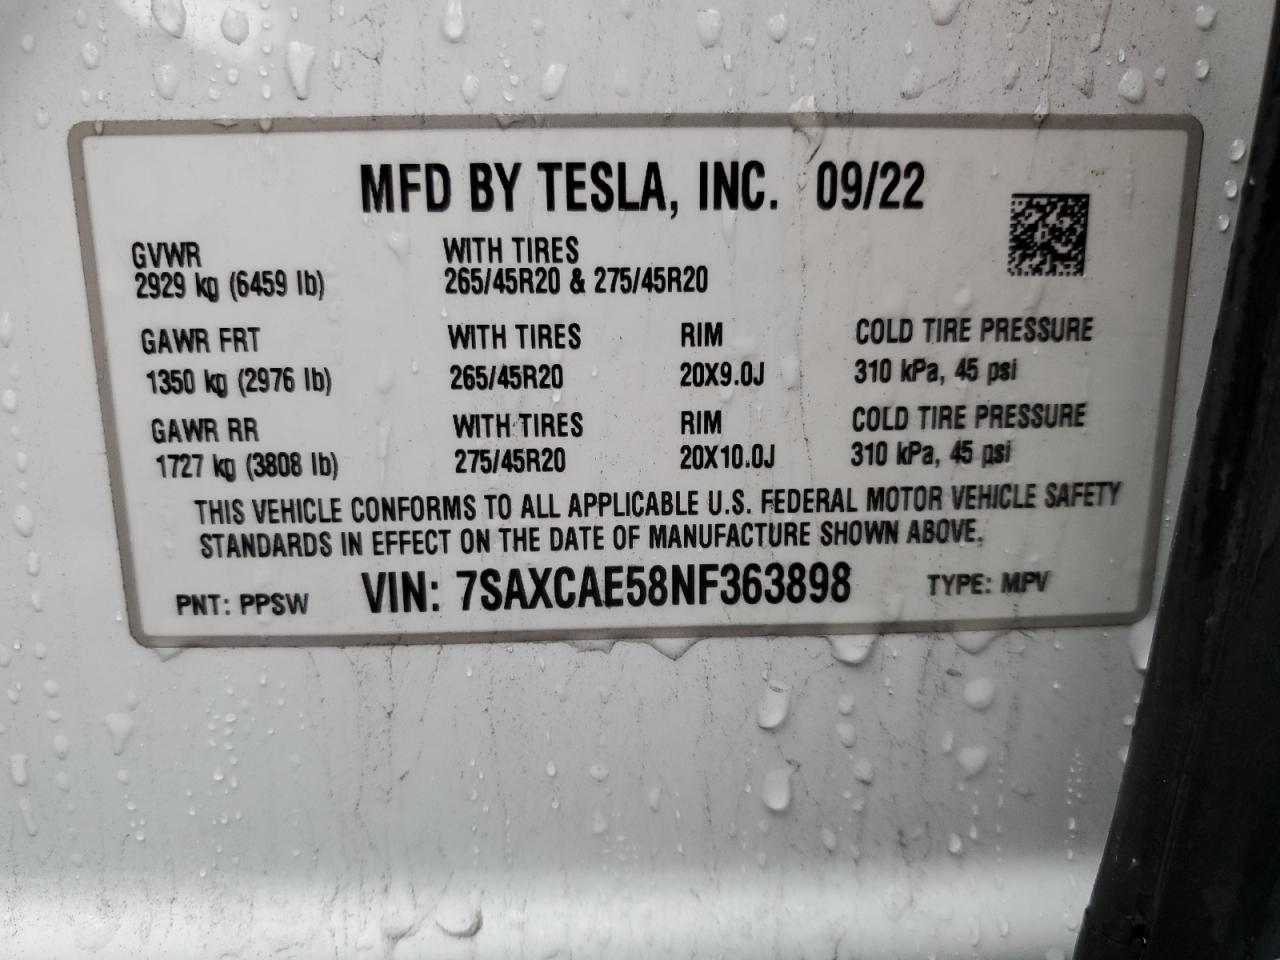 MFD BY TESLA, INC. 09/22
GVWR
2929 kg (6459 lb)
WITH TIRES
265/45R20 & 275/45R20
GAWR FRT WITH TIRES RIM COLD TIRE PRESSURE
1350 kg (2976 lb) 265/45R20 20X9.0J 310 kPa, 45 psi
GAWR RR WITH TIRES RIM COLD TIRE PRESSURE
1727 kg (3808 lb) 275/45R20 20X10.0J 310 kPa, 45 psi
THIS VEHICLE CONFORMS TO ALL APPLICABLE U.S. FEDERAL MOTOR VEHICLE SAFETY
STANDARDS IN EFFECT ON THE DATE OF MANUFACTURE SHOWN ABOVE.
PNT: PPSW VIN: 7SAXCAE58NF363898 TYPE: MPV